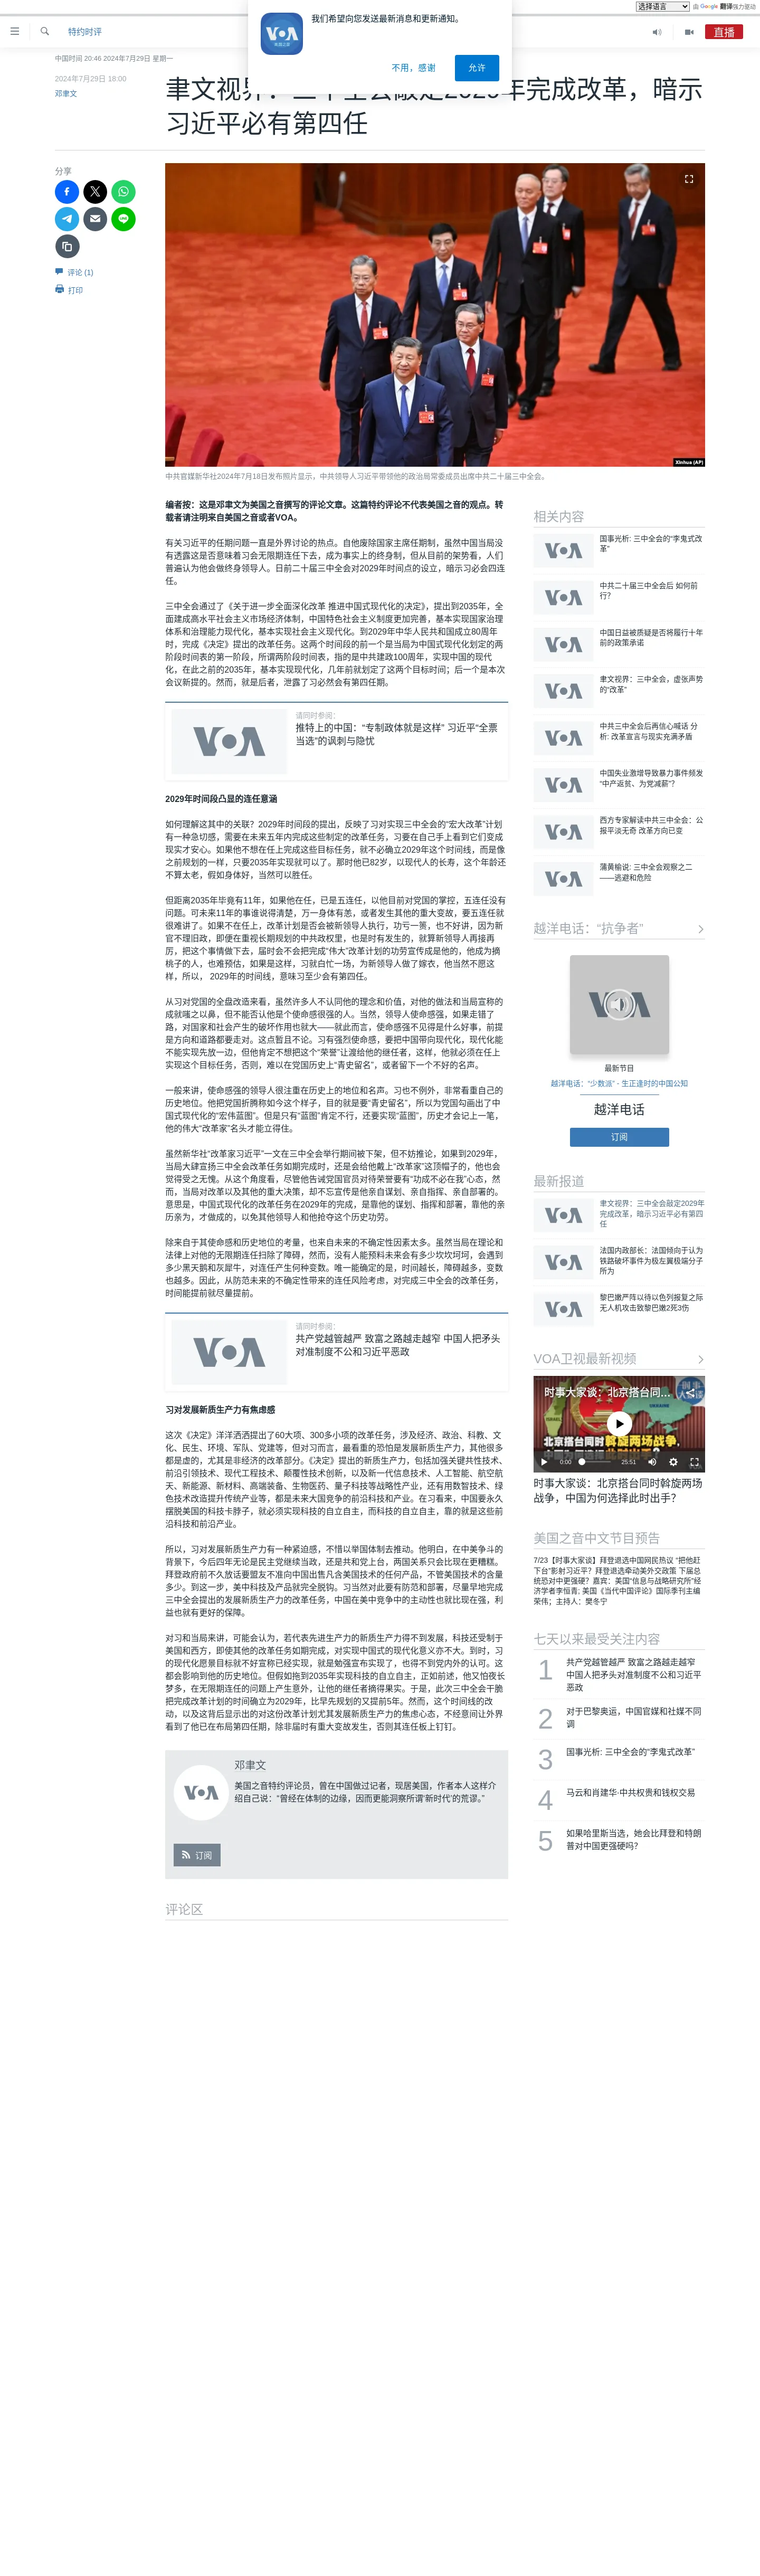 选择语言
由 Google 翻译强力驱动
特约时评
直播
VOA
我们希望向您发送最新消息和更新通知。
不用，感谢
允许
中国时间 20:46 2024年7月29日 星期一
2024年7月29日 18:00
邓聿文
聿文视界：三中全会敲定2029年完成改革，暗示
习近平必有第四任
分享
评论 (1)
打印
Xinhua (AP)
中共官媒新华社2024年7月18日发布照片显示，中共领导人习近平带领他的政治局常委成员出席中共二十届三中全会。
编者按：这是邓聿文为美国之音撰写的评论文章。这篇特约评论不代表美国之音的观点。转
载者请注明来自美国之音或者VOA。
有关习近平的任期问题一直是外界讨论的热点。自他废除国家主席任期制，虽然中国当局没
有透露这是否意味着习会无限期连任下去，成为事实上的终身制，但从目前的架势看，人们
普遍认为他会做终身领导人。日前二十届三中全会对2029年时间点的设立，暗示习必会四连
任。
三中全会通过了《关于进一步全面深化改革 推进中国式现代化的决定》，提出到2035年，全
面建成高水平社会主义市场经济体制，中国特色社会主义制度更加完善，基本实现国家治理
体系和治理能力现代化，基本实现社会主义现代化。到2029年中华人民共和国成立80周年
时，完成《决定》提出的改革任务。这两个时间段的前一个是当局为中国式现代化划定的两
阶段时间表的第一阶段，所谓两阶段时间表，指的是中共建政100周年，实现中国的现代
化，在此之前的2035年，基本实现现代化，几年前就划定了这两个目标时间；后一个是本次
会议新提的。然而，就是后者，泄露了习必然会有第四任期。
VOA
请同时参阅:
推特上的中国：“专制政体就是这样” 习近平“全票
当选”的讽刺与隐忧
2029年时间段凸显的连任意涵
如何理解这其中的关联？2029年时间段的提出，反映了习对实现三中全会的“宏大改革”计划
有一种急切感，需要在未来五年内完成这些制定的改革任务，习要在自己手上看到它们变成
现实才安心。如果他不想在任上完成这些目标任务，就不必确立2029年这个时间线，而是像
之前规划的一样，只要2035年实现就可以了。那时他已82岁，以现代人的长寿，这个年龄还
不算太老，假如身体好，当然可以胜任。
但距离2035年毕竟有11年，如果他在任，已是五连任，以他目前对党国的掌控，五连任没有
问题。可未来11年的事谁说得清楚，万一身体有恙，或者发生其他的重大变故，要五连任就
很难讲了。如果不在任上，改革计划是否会被新领导人执行，功亏一篑，也不好讲，因为新
官不理旧政，即便在重视长期规划的中共政权里，也是时有发生的，就算新领导人再接再
厉，把这个事情做下去，届时会不会把完成“伟大”改革计划的功劳宣传成是他的，他成为摘
桃子的人，也难预估，如果是这样，习就白忙一场，为新领导人做了嫁衣，他当然不愿这
样，所以， 2029年的时间线，意味习至少会有第四任。
从习对党国的全盘改造来看，虽然许多人不认同他的理念和价值，对他的做法和当局宣称的
成就嗤之以鼻，但不能否认他是个使命感很强的人。当然，领导人使命感强，如果走错了
路，对国家和社会产生的破坏作用也就大——就此而言，使命感强不见得是什么好事，前提
是方向和道路都要走对。这点暂且不论。习有强烈使命感，要把中国带向现代化，现代化能
不能实现先放一边，但他肯定不想把这个“荣誉”让渡给他的继任者，这样，他就必须在任上
实现这个目标任务，否则，难以在党国历史上“青史留名”，或者留下一个不好的名声。
一般来讲，使命感强的领导人很注重在历史上的地位和名声。习也不例外，非常看重自己的
历史地位。他把党国折腾称如今这个样子，目的就是要“青史留名”，所以为党国勾画出了中
国式现代化的“宏伟蓝图”。但是只有“蓝图”肯定不行，还要实现“蓝图”，历史才会记上一笔，
他的伟大“改革家”名头才能立得住。
虽然新华社“改革家习近平”一文在三中全会举行期间被下架，但不妨推论，如果到2029年，
当局大肆宣扬三中全会改革任务如期完成时，还是会给他戴上“改革家”这顶帽子的，他也会
觉得受之无愧。从这个角度看，尽管他告诫党国官员对待荣誉要有“功成不必在我”心态，然
而，当局对改革以及其他的重大决策，却不忘宣传是他亲自谋划、亲自指挥、亲自部署的。
意思是，中国式现代化的改革任务在2029年的完成，是靠他的谋划、指挥和部署，靠他的亲
历亲为，才做成的，以免其他领导人和他抢夺这个历史功劳。
除来自于其使命感和历史地位的考量，也来自未来的不确定性因素太多。虽然当局在理论和
法律上对他的无限期连任扫除了障碍，然而，没有人能预料未来会有多少坎坎坷坷，会遇到
多少黑天鹅和灰犀牛，对连任产生何种变数。唯一能确定的是，时间越长，障碍越多，变数
也越多。因此，从防范未来的不确定性带来的连任风险考虑，对完成三中全会的改革任务，
时间能提前就尽量提前。
VOA
请同时参阅:
共产党越管越严 致富之路越走越窄 中国人把矛头
对准制度不公和习近平恶政
习对发展新质生产力有焦虑感
这次《决定》洋洋洒洒提出了60大项、300多小项的改革任务，涉及经济、政治、科教、文
化、民生、环境、军队、党建等，但对习而言，最看重的恐怕是发展新质生产力，其他很多
都是虚的，尤其是非经济的改革部分。《决定》提出的新质生产力，包括加强关键共性技术、
前沿引领技术、现代工程技术、颠覆性技术创新，以及新一代信息技术、人工智能、航空航
天、新能源、新材料、高端装备、生物医药、量子科技等战略性产业，还有用数智技术、绿
色技术改造提升传统产业等，都是未来大国竞争的前沿科技和产业。在习看来，中国要永久
摆脱美国的科技卡脖子，就必须实现科技的自立自主，而科技的自立自主，靠的就是这些前
沿科技和前沿产业。
所以，习对发展新质生产力有一种紧迫感，不惜以举国体制去推动。他明白，在中美争斗的
背景下，今后四年无论是民主党继续当政，还是共和党上台，两国关系只会比现在更糟糕。
拜登政府前不久放话要盟友不准向中国出售凡含美国技术的任何产品，不管美国技术的含量
多少。到这一步，美中科技及产品就完全脱钩。习当然对此要有防范和部署，尽量早地完成
三中全会提出的发展新质生产力的改革任务，中国在美中竞争中的主动性也就比现在强，利
益也就有更好的保障。
对习和当局来讲，可能会认为，若代表先进生产力的新质生产力得不到发展，科技还受制于
美国和西方，即使其他的改革任务如期完成，对实现中国式的现代化意义亦不大。到时，习
的现代化愿景目标就不好宣称已经实现，就是勉强宣布实现了，也得不到党内外的认可。这
都会影响到他的历史地位。但假如拖到2035年实现科技的自立自主，正如前述，他又怕夜长
梦多，在无限期连任的问题上产生意外，让他的继任者摘得果实。于是，此次三中全会干脆
把完成改革计划的时间确立为2029年，比早先规划的又提前5年。然而，这个时间线的改
动，以及这背后显示出的对这份改革计划尤其发展新质生产力的焦虑心态，不经意间让外界
看到了他已在布局第四任期，除非届时有重大变故发生，否则其连任板上钉钉。
VOA
邓聿文
美国之音特约评论员，曾在中国做过记者，现居美国，作者本人这样介
绍自己说：“曾经在体制的边缘，因而更能洞察所谓‘新时代’的荒谬。”
订阅
评论区
相关内容
国事光析: 三中全会的“李鬼式改
革”
中共二十届三中全会后 如何前
行？
中国日益被质疑是否将履行十年
前的政策承诺
聿文视界：三中全会，虚张声势
的“改革”
中共三中全会后再信心喊话 分
析: 改革宣言与现实充满矛盾
中国失业激增导致暴力事件频发
“中产返贫、为党减薪”？
西方专家解读中共三中全会：公
报平淡无奇 改革方向已变
蒲黄榆说: 三中全会观察之二
——逃避和危险
越洋电话：“抗争者”
最新节目
越洋电话：“少数派” - 生正逢时的中国公知
越洋电话
订阅
最新报道
聿文视界：三中全会敲定2029年
完成改革，暗示习近平必有第四
任
法国内政部长：法国倾向于认为
铁路破坏事件为极左翼极端分子
所为
黎巴嫩严阵以待以色列报复之际
无人机攻击致黎巴嫩2死3伤
VOA卫视最新视频
时事大家谈：北京搭台同...
北京搭台同时斡旋两场战争，
0:00
25:51
时事大家谈：北京搭台同时斡旋两场
战争，中国为何选择此时出手？
美国之音中文节目预告
7/23【时事大家谈】拜登退选中国网民热议 “把他赶
下台”影射习近平？拜登退选牵动美外交政策 下届总
统恐对中更强硬？嘉宾：美国“信息与战略研究所”经
济学者李恒青; 美国《当代中国评论》国际季刊主编
荣伟；主持人：樊冬宁
七天以来最受关注内容
1
共产党越管越严 致富之路越走越窄
中国人把矛头对准制度不公和习近平
恶政
2
对于巴黎奥运，中国官媒和社媒不同
调
3
国事光析: 三中全会的“李鬼式改革”
4
马云和肖建华·中共权贵和钱权交易
5
如果哈里斯当选，她会比拜登和特朗
普对中国更强硬吗？